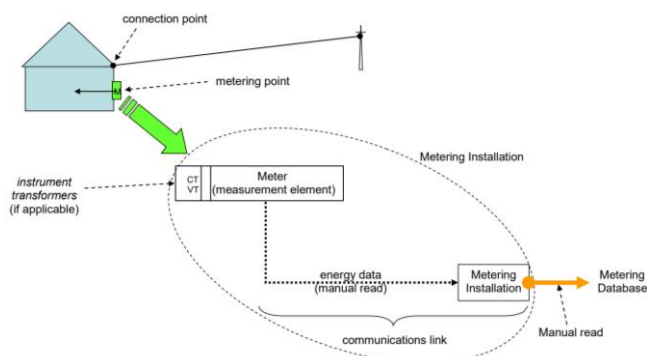 connection point
M
metering point
Metering Installation
instrument
transformers
(if applicable)
CT
VT
Meter
(measurement element)
energy data
(manual read)
Metering
Installation
Metering
Database
Manual read
communications link